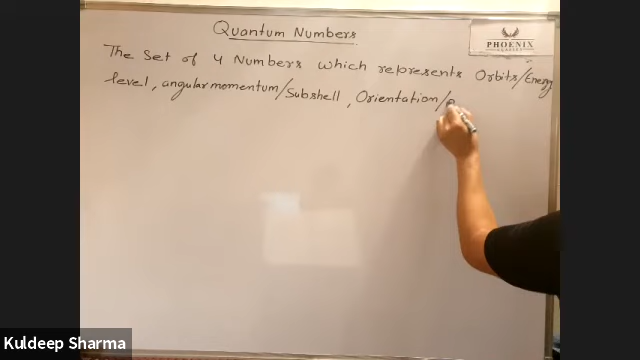 Quantum Numbers
PHOENIX
The Set of 4 Numbers which represents Orbits/Energy
level, angular momentum/Subshell, Orientation/
Kuldeep Sharma